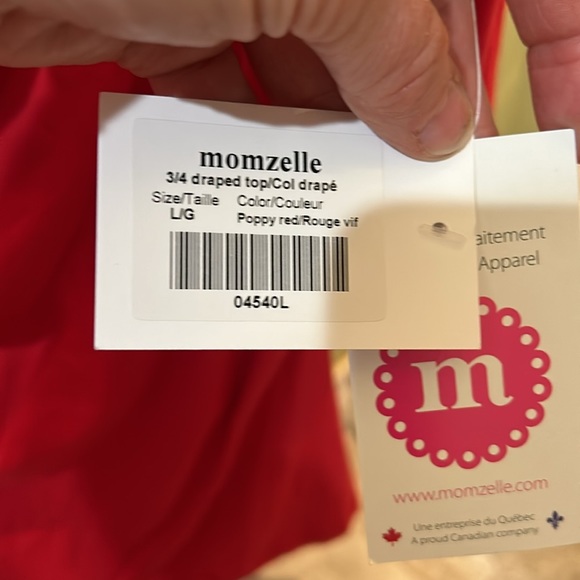 momzelle
3/4 draped top/Col drapé
Size/Taille Color/Couleur
L/G Poppy red/Rouge vif
04540L
aitement
Apparel
m
www.momzelle.com
Une entreprise du Québec
A proud Canadian company